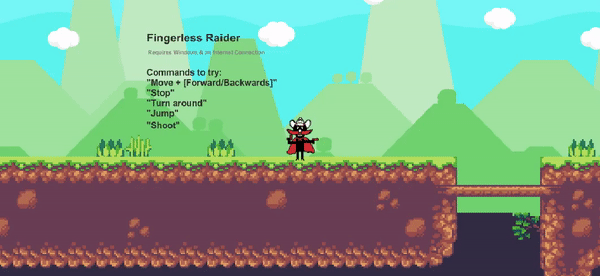 Fingerless Raider
Requires Windows & an Internet Connection
Commands to try:
"Move + [Forward/Backwards]"
"Stop"
"Turn around"
"Jump"
"Shoot"